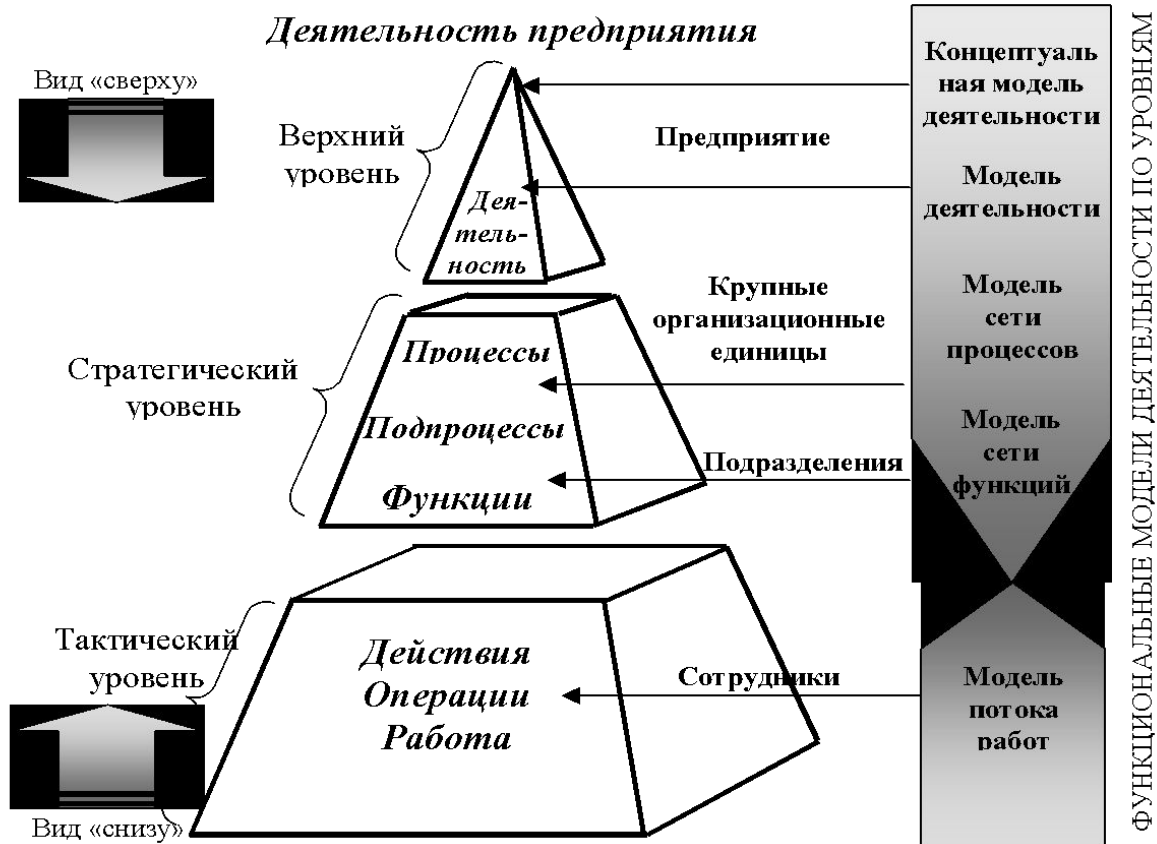 Деятельность предприятия
Вид «сверху»
Верхний
уровень
Дея-
тель-
ность
Предприятие
Концептуаль
ная модель
деятельности
Модель
деятельности
Стратегический
уровень
Процессы
Подпроцессы
Функции
Крупные
организационные
единицы
Подразделения
Модель
сети
процессов
Модель
сети
функций
Тактический
уровень
Действия
Операции
Работа
Сотрудники
Модель
потока
работ
Вид «снизу»
ФУНКЦИОНАЛЬНЫЕ МОДЕЛИ ДЕЯТЕЛЬНОСТИ ПО УРОВНЯМ